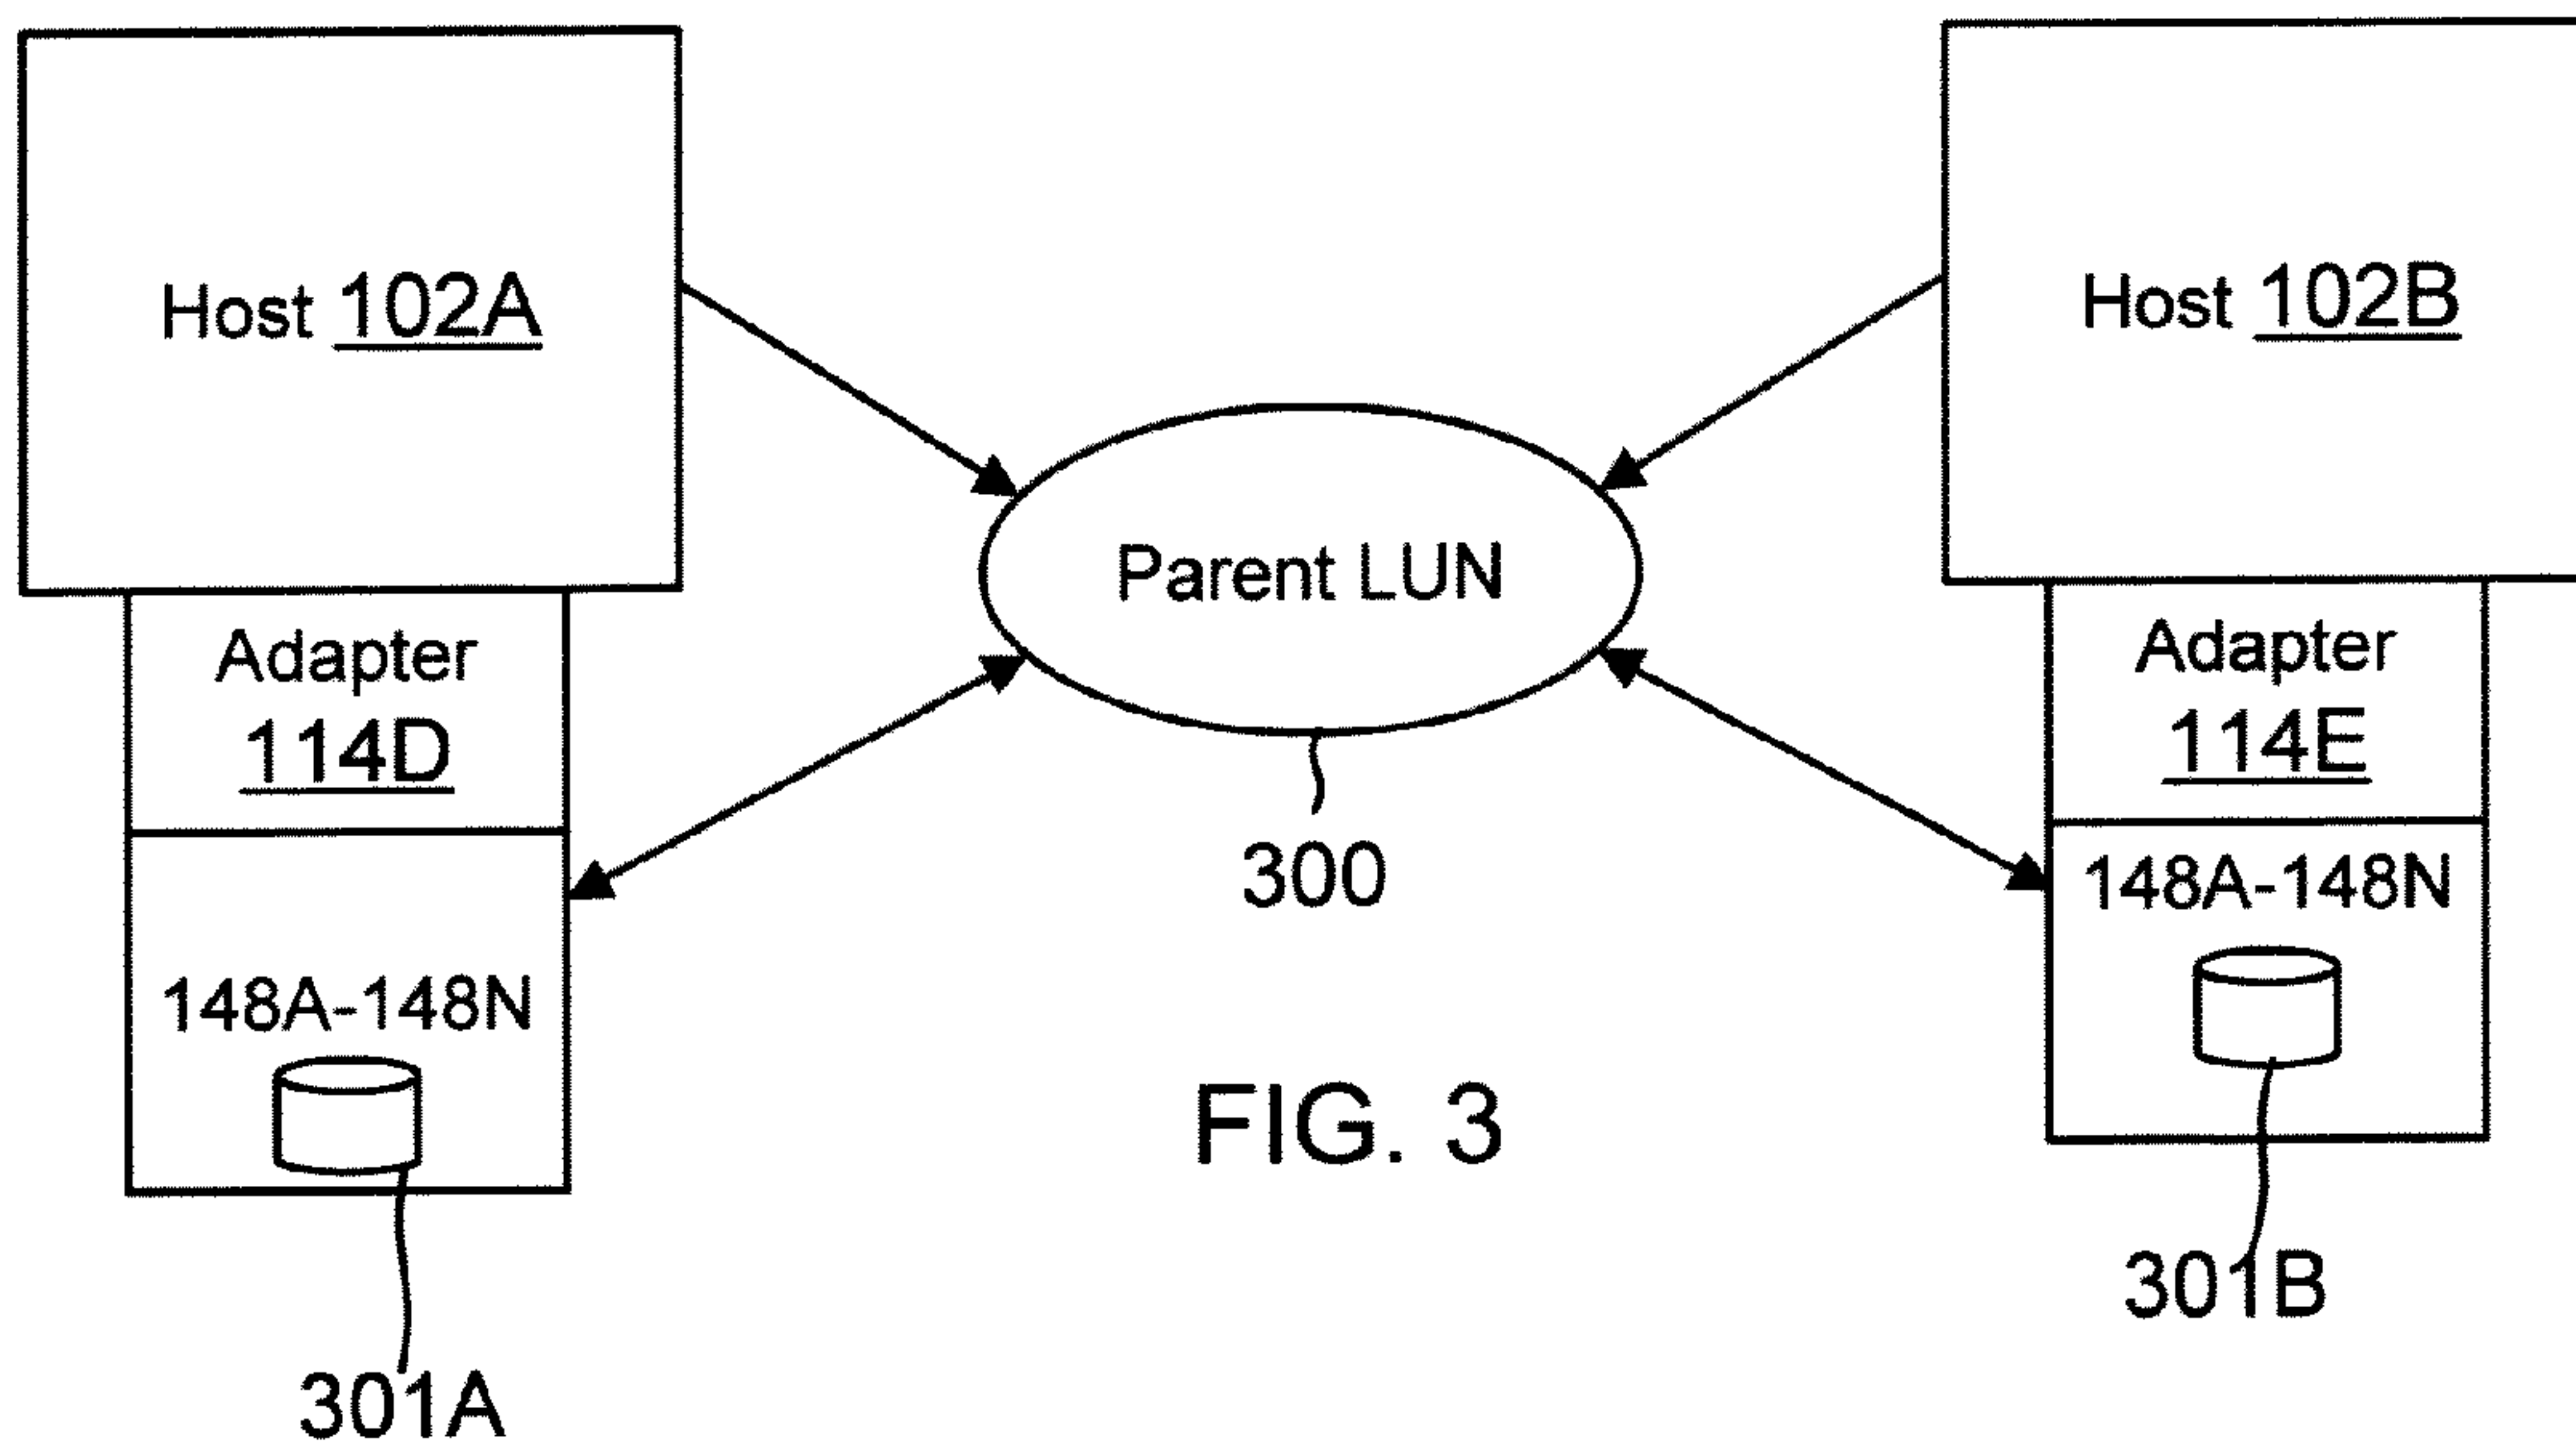 Host 102A
Host 102B
Parent LUN
Adapter
114D
Adapter
114E
300
148A-148N
148A-148N
FIG. 3
301A
301B